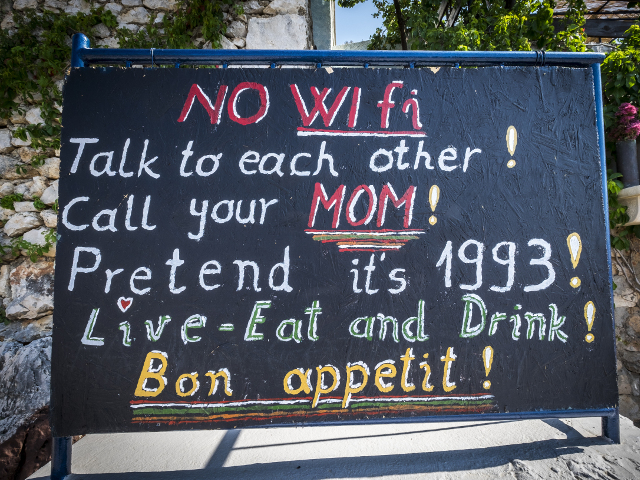 NO WI fi
Talk to each other !
Call your MOM !
Pretend it's 1993 !
Live - Eat and Drink !
Bon appetit !